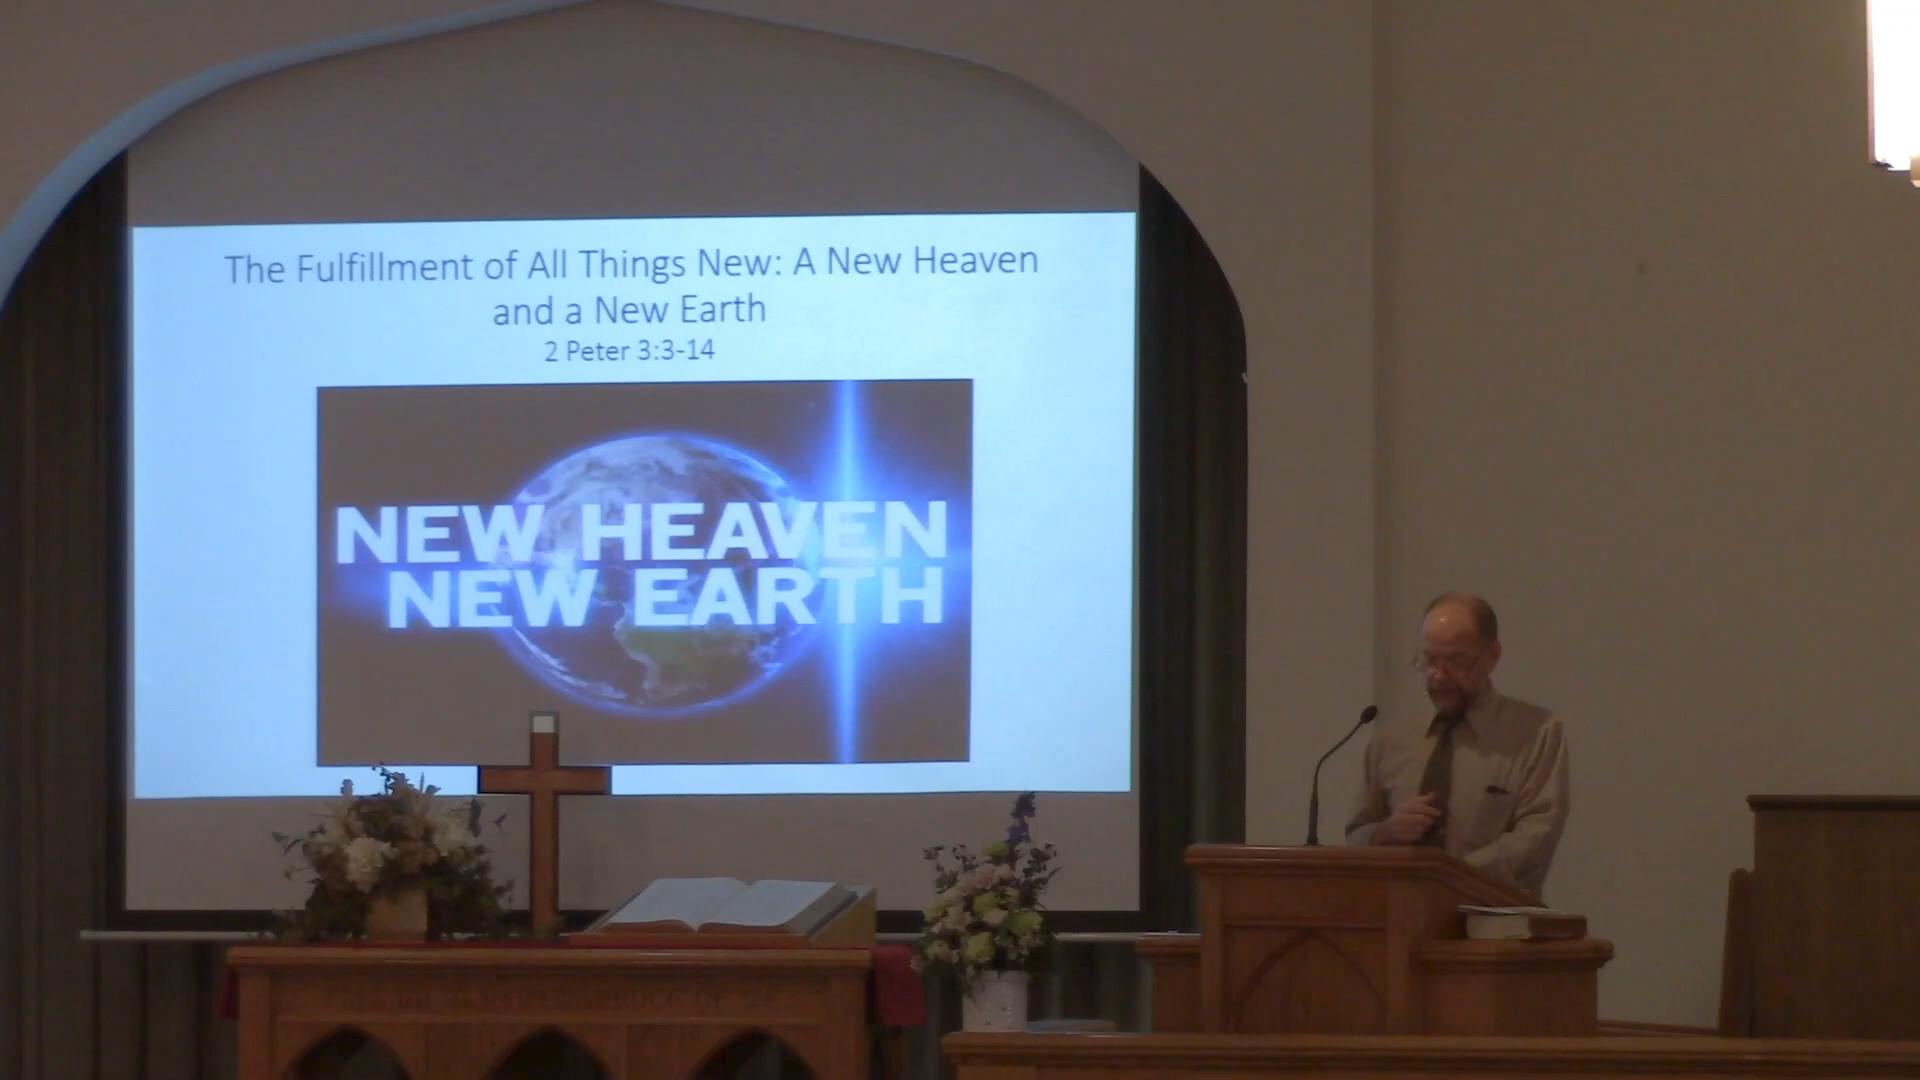 The Fulfillment of All Things New: A New Heaven
and a New Earth
2 Peter 3:3-14
NEW HEAVEN
NEW EARTH